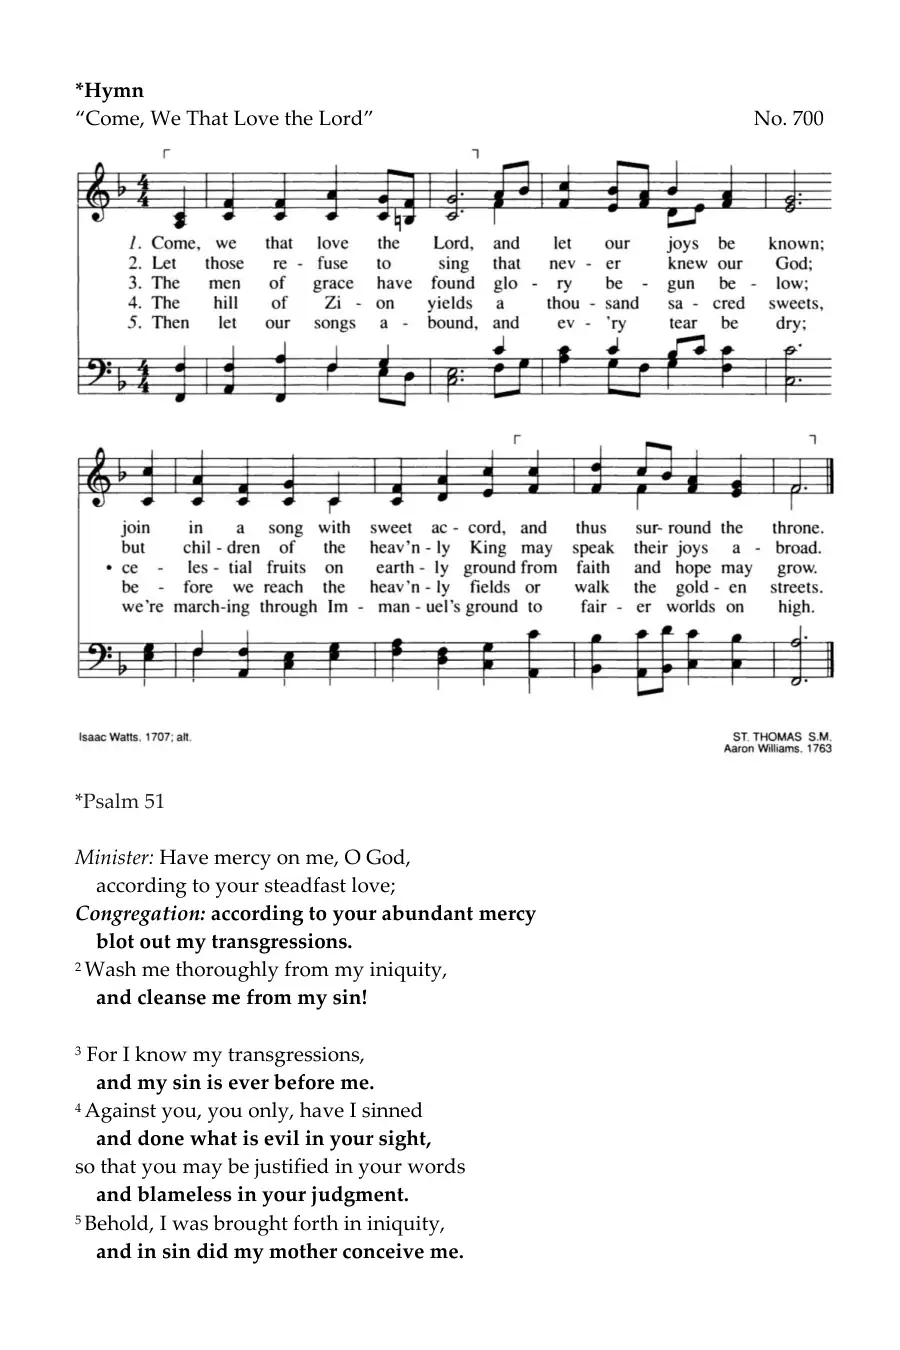 *Hymn
“Come, We That Love the Lord” No. 700
1. Come, we that love the Lord, and let our joys be known;
2. Let those re - fuse to sing that nev - er knew our God;
3. The men of grace have found glo - ry be - gun be - low;
4. The hill of Zi - on yields a thou - sand sa - cred sweets,
5. Then let our songs a - bound, and ev - 'ry tear be dry;
join in a song with sweet ac - cord, and thus sur- round the throne.
but chil - dren of the heav'n - ly King may speak their joys a - broad.
• ce - les - tial fruits on earth - ly ground from faith and hope may grow.
be - fore we reach the heav'n - ly fields or walk the gold - en streets.
we're march-ing through Im - man - uel's ground to fair - er worlds on high.
Isaac Watts, 1707; alt. ST. THOMAS S.M.
Aaron Williams, 1763
*Psalm 51
Minister: Have mercy on me, O God,
according to your steadfast love;
Congregation: according to your abundant mercy
blot out my transgressions.
2 Wash me thoroughly from my iniquity,
and cleanse me from my sin!
3 For I know my transgressions,
and my sin is ever before me.
4 Against you, you only, have I sinned
and done what is evil in your sight,
so that you may be justified in your words
and blameless in your judgment.
5 Behold, I was brought forth in iniquity,
and in sin did my mother conceive me.